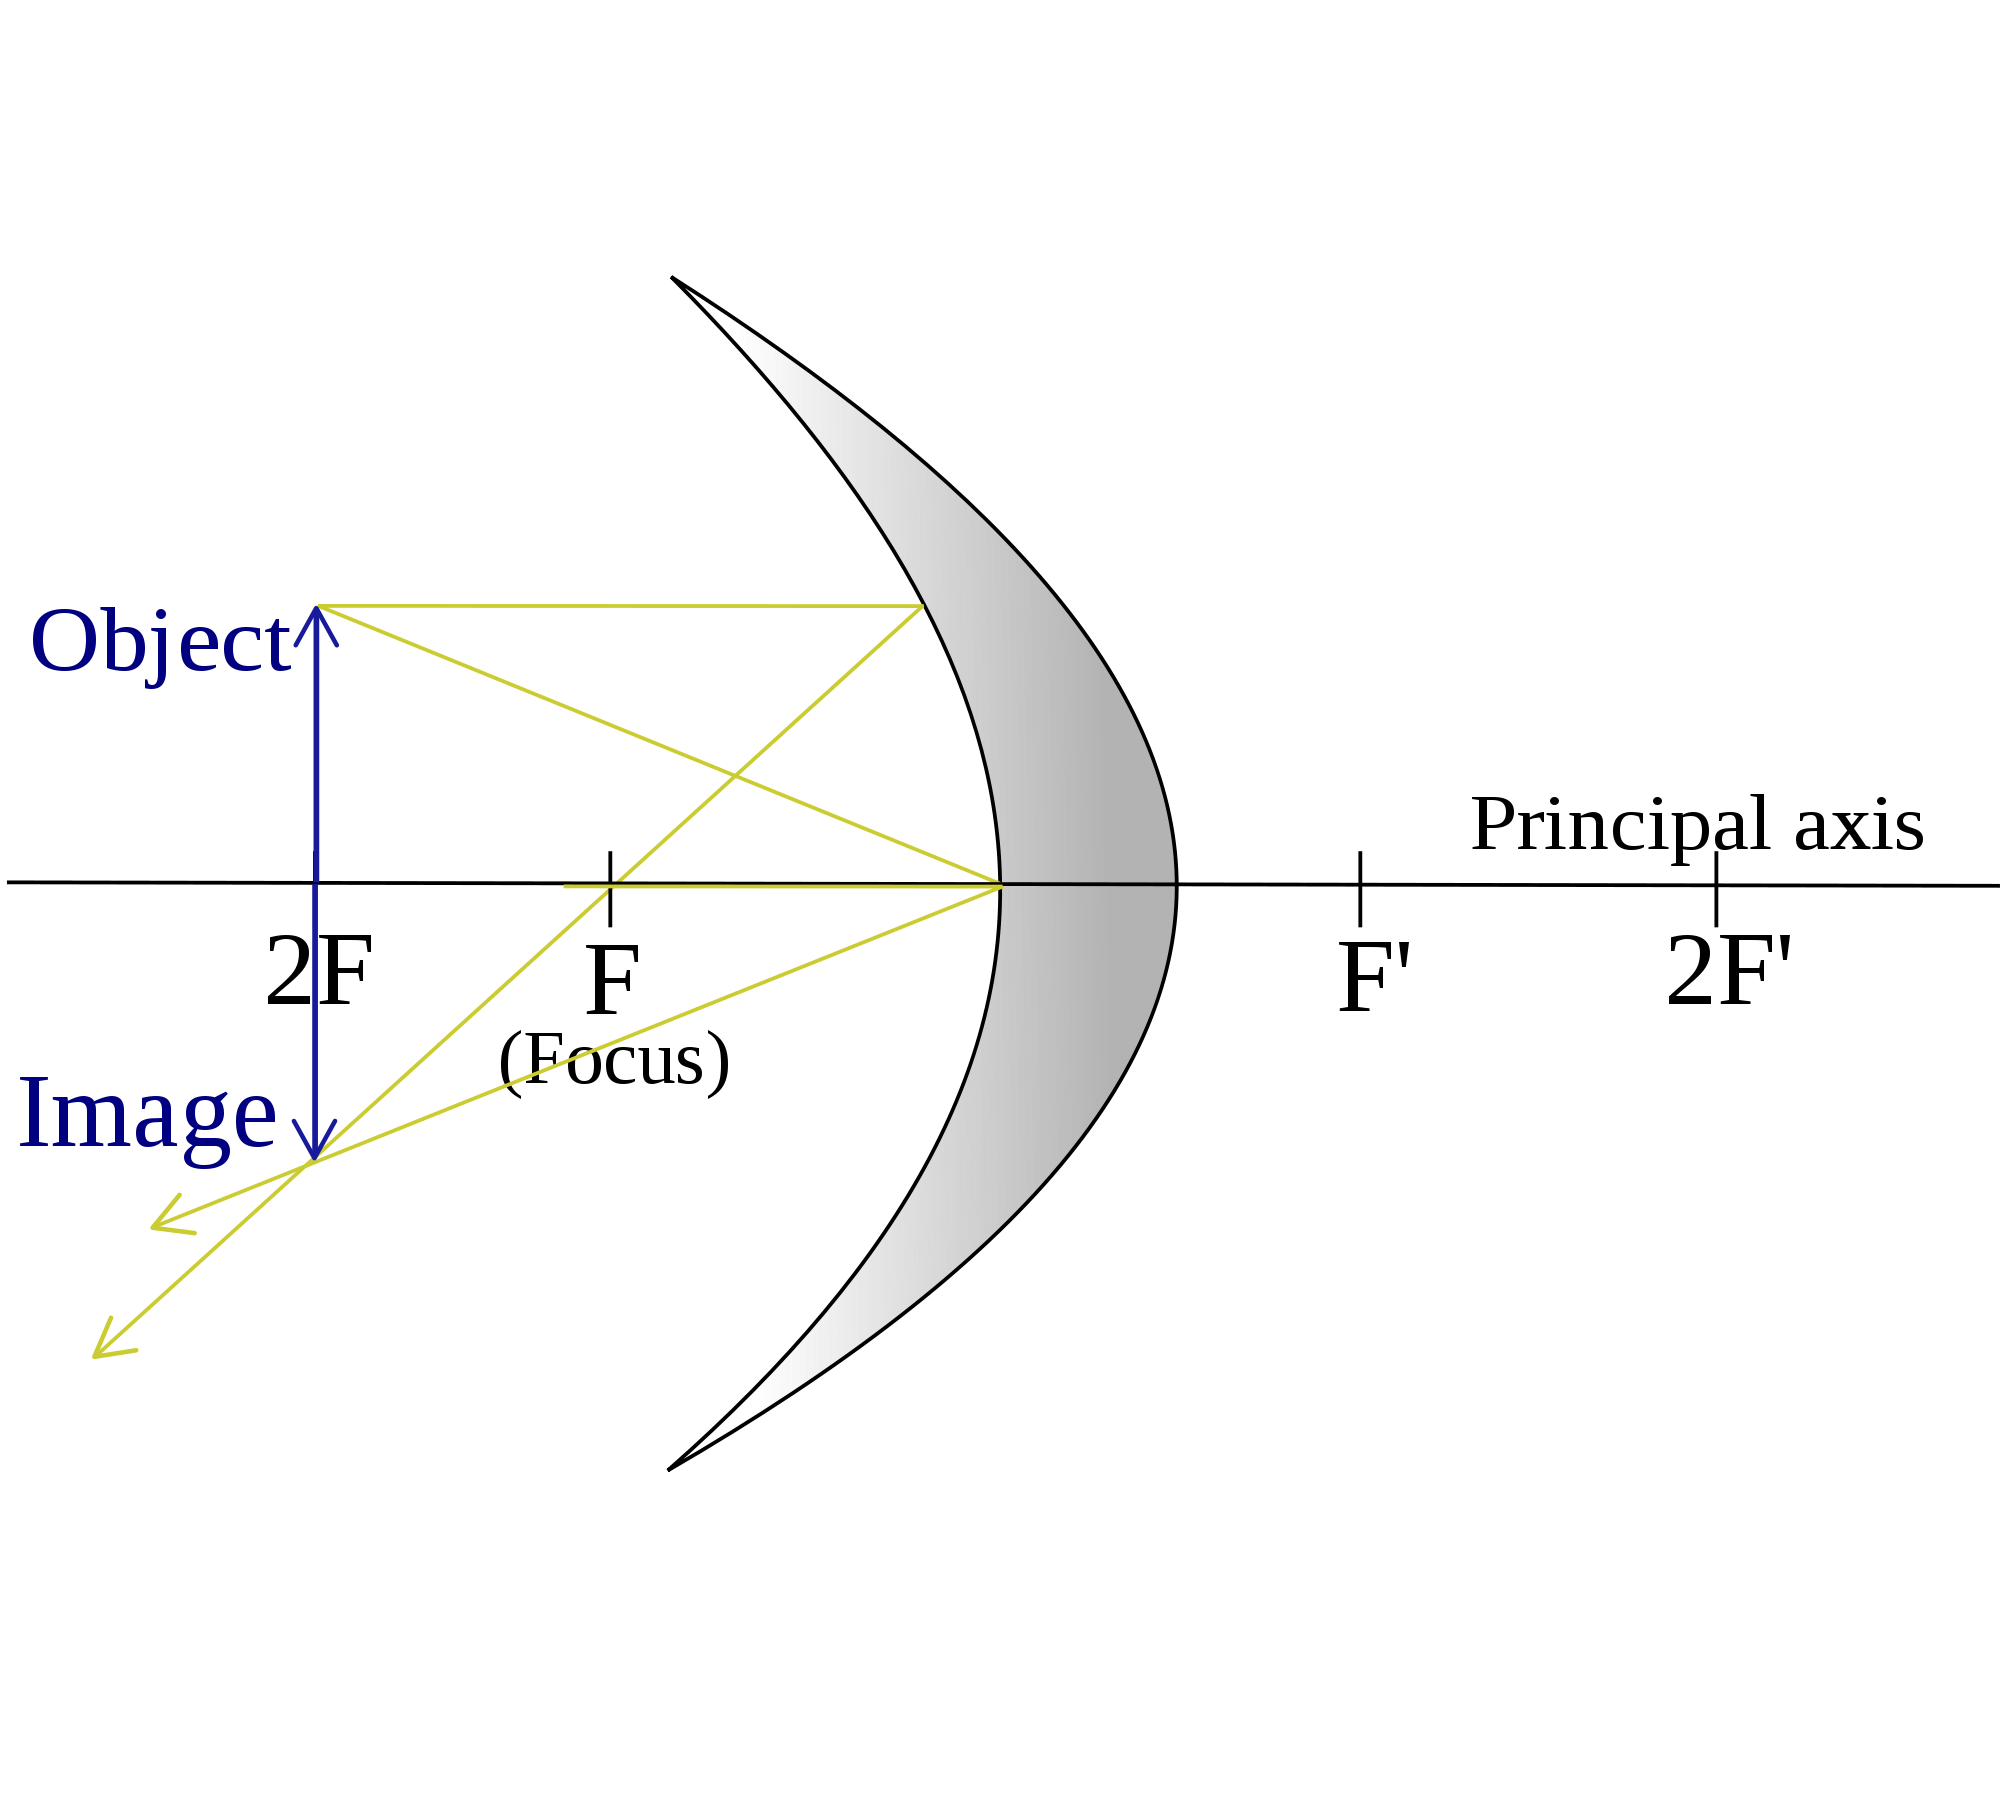 Object
Principal axis
2F
F
(Focus)
F'
2F'
Image